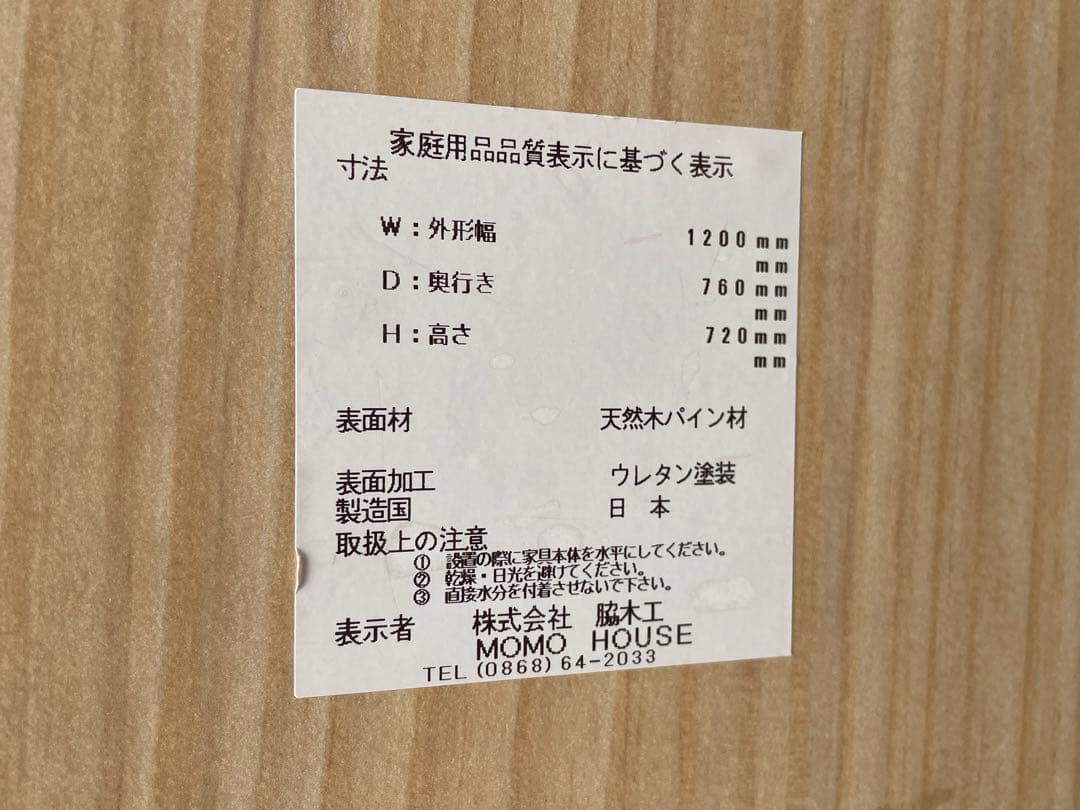 家庭用品品質表示に基づく表示
寸法
W：外形幅 1200mm
mm
D：奥行き 760mm
mm
H：高さ 720mm
mm
表面材 天然木パイン材
表面加工 ウレタン塗装
製造国 日 本
取扱上の注意
① 設置の際に家具本体を水平にしてください。
② 乾燥・日光を避けてください。
③ 直接水分を付着させないで下さい。
表示者 株式会社 脇木工
MOMO HOUSE
TEL(0868)64-2033